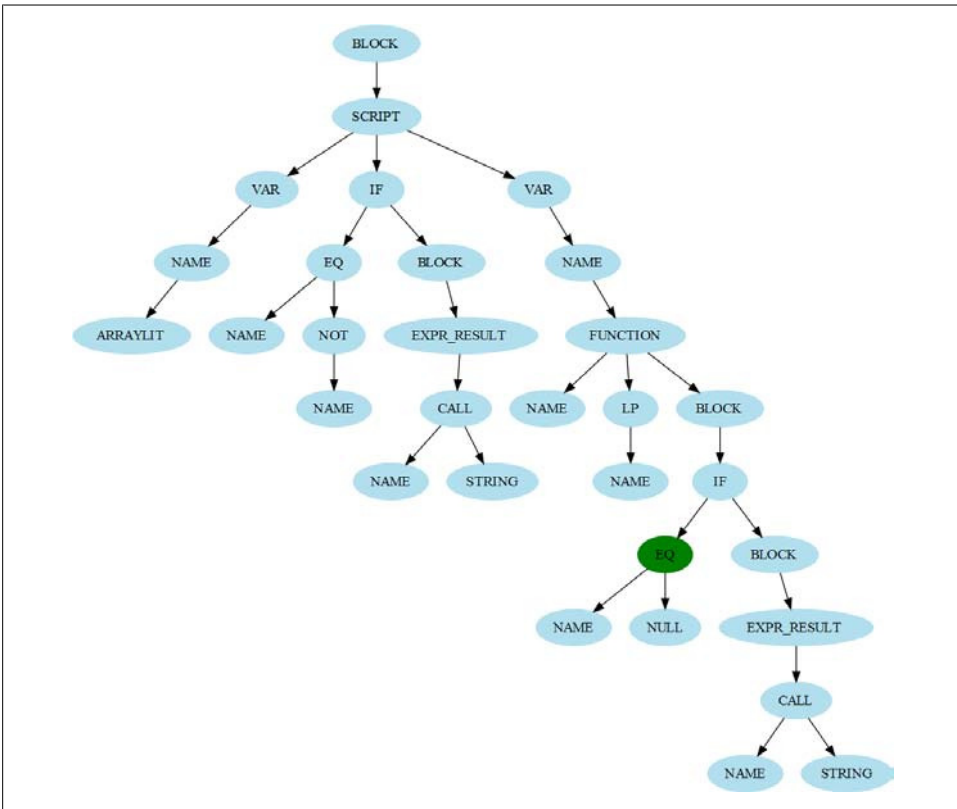 BLOCK
SCRIPT
VAR IF VAR
NAME EQ BLOCK NAME
ARRAYLIT NAME NOT EXPR_RESULT FUNCTION
NAME CALL NAME LP BLOCK
NAME STRING NAME IF
EQ BLOCK
NAME NULL EXPR_RESULT
CALL
NAME STRING